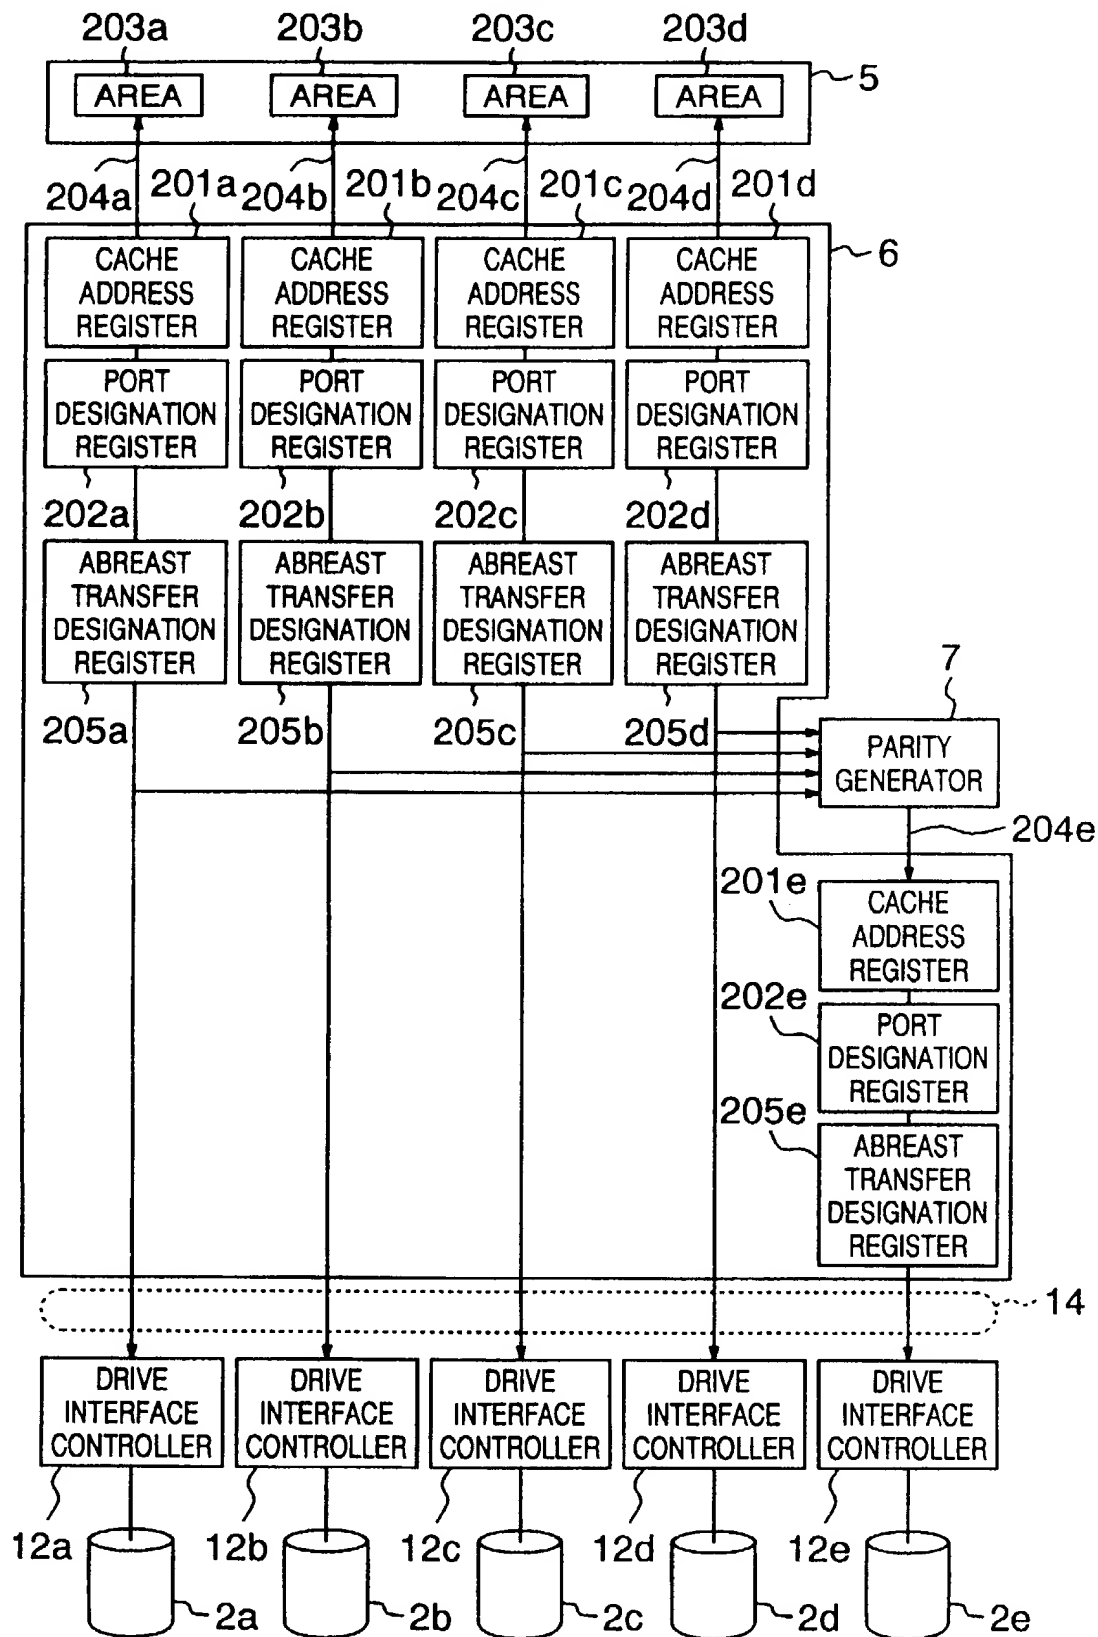 203a 203b 203c 203d
AREA AREA AREA AREA 5
204a 201a 204b 201b 204c 201c 204d 201d
6
CACHE CACHE CACHE CACHE
ADDRESS ADDRESS ADDRESS ADDRESS
REGISTER REGISTER REGISTER REGISTER
PORT PORT PORT PORT
DESIGNATION DESIGNATION DESIGNATION DESIGNATION
REGISTER REGISTER REGISTER REGISTER
202a 202b 202c 202d
ABREAST ABREAST ABREAST ABREAST
TRANSFER TRANSFER TRANSFER TRANSFER
DESIGNATION DESIGNATION DESIGNATION DESIGNATION
REGISTER REGISTER REGISTER REGISTER
7
205a 205b 205c 205d
PARITY
GENERATOR
204e
201e
CACHE
ADDRESS
REGISTER
202e
PORT
DESIGNATION
REGISTER
205e
ABREAST
TRANSFER
DESIGNATION
REGISTER
14
DRIVE DRIVE DRIVE DRIVE DRIVE
INTERFACE INTERFACE INTERFACE INTERFACE INTERFACE
CONTROLLER CONTROLLER CONTROLLER CONTROLLER CONTROLLER
12a 12b 12c 12d 12e
2a 2b 2c 2d 2e